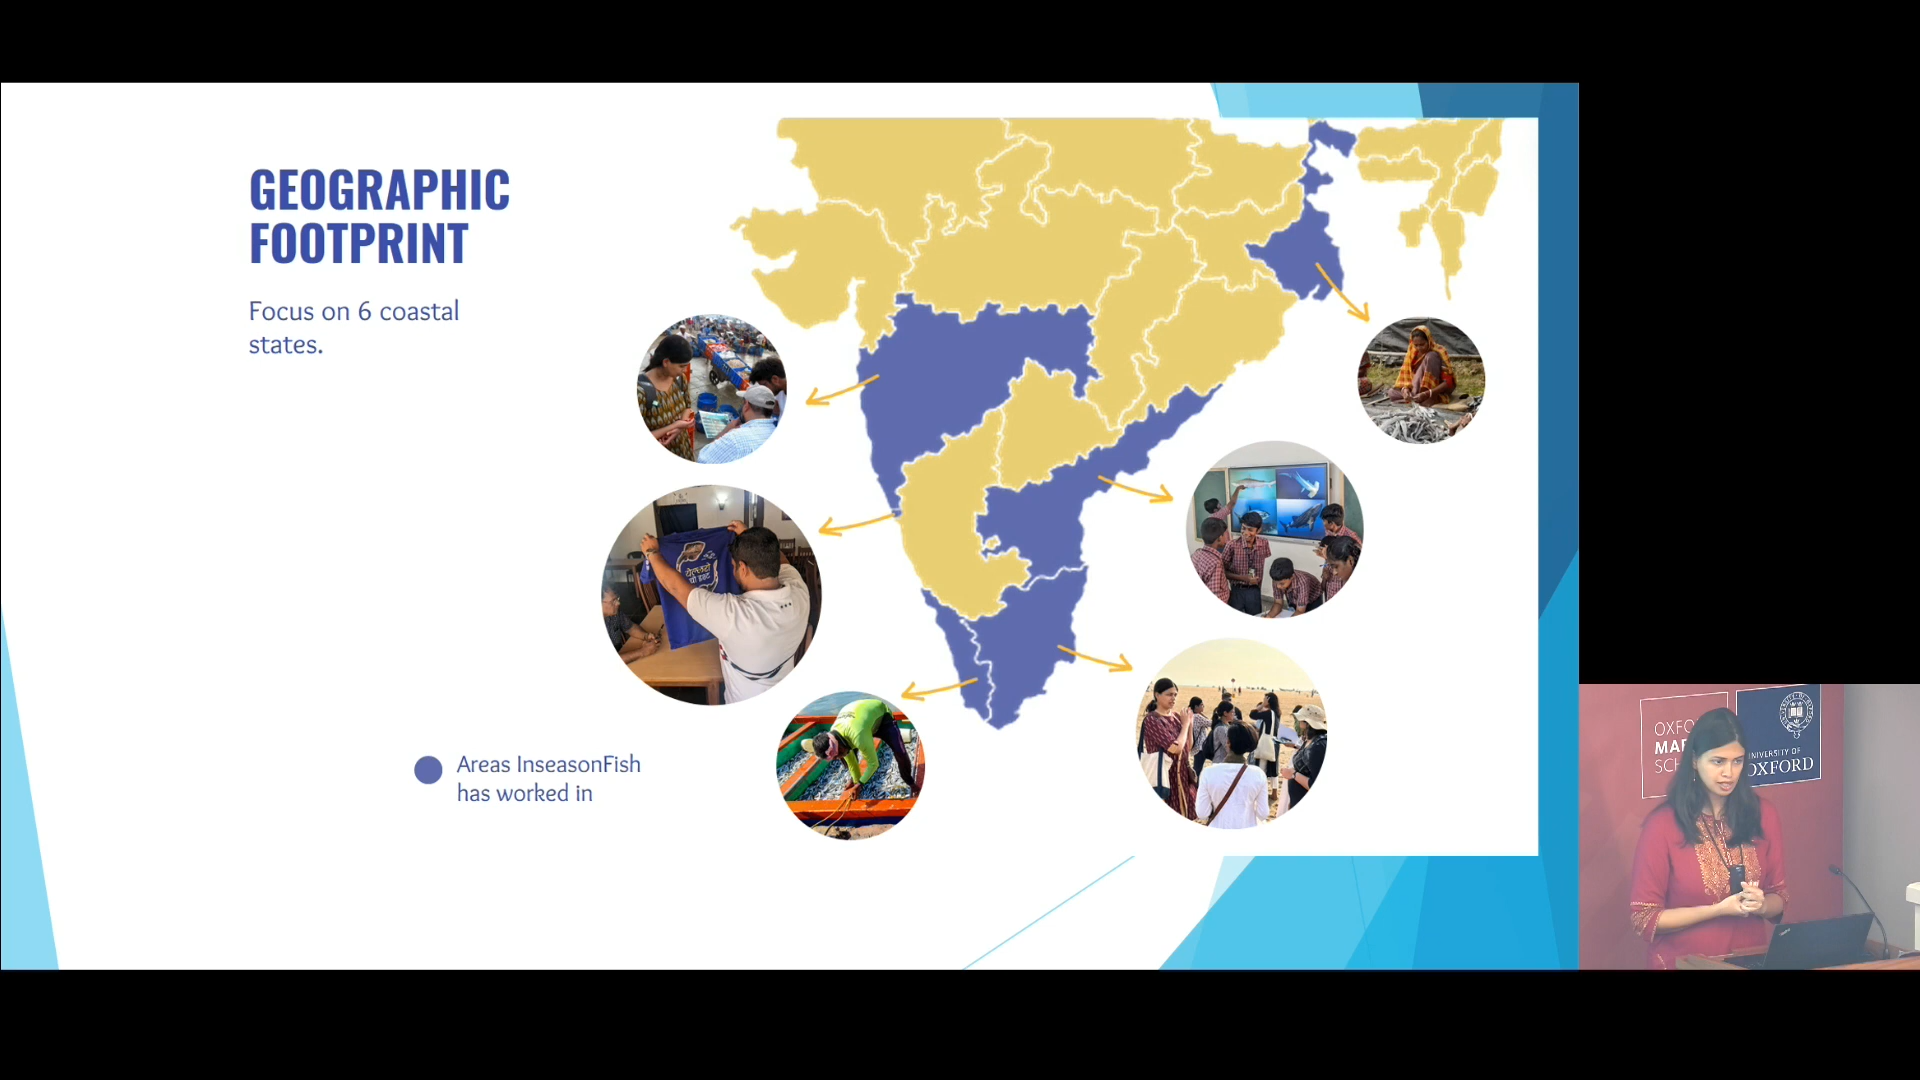 GEOGRAPHIC
FOOTPRINT
Focus on 6 coastal
states.
Areas InseasonFish
has worked in
UNIVERSITY OF
OXFORD